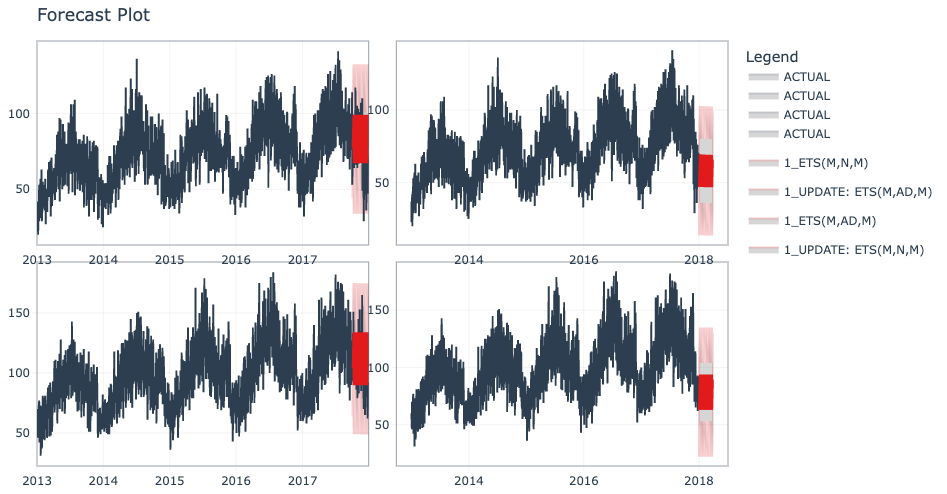 Forecast Plot
100
50
2013
2014
2015
2016
2017
100
50
2014
2016
2018
150
100
50
2013
2014
2015
2016
2017
150
100
50
2014
2016
2018
Legend
ACTUAL
ACTUAL
ACTUAL
ACTUAL
1_ETS(M,N,M)
1_UPDATE: ETS(M,AD,M)
1_ETS(M,AD,M)
1_UPDATE: ETS(M,N,M)